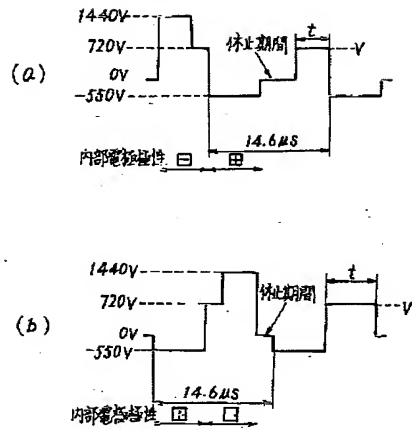 (a)
1440V
720V
0V
-550V
休止期間
t
V
14.6μs
内部電極極性 ⊟ ⊞
(b)
1440V
720V
0V
-550V
休止期間
t
V
14.6μs
内部電極極性